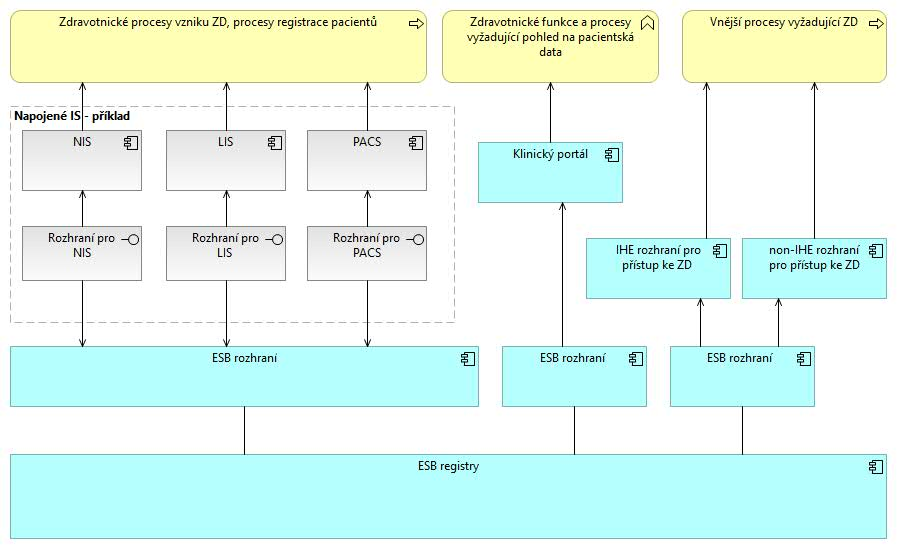 Zdravotnické procesy vzniku ZD, procesy registrace pacientů
Zdravotnické funkce a procesy
vyžadující pohled na pacientská
data
Vnější procesy vyžadující ZD
Napojené IS - příklad
NIS
LIS
PACS
Klinický portál
Rozhraní pro
NIS
Rozhraní pro
LIS
Rozhraní pro
PACS
IHE rozhraní pro
přístup ke ZD
non-IHE rozhraní
pro přístup ke ZD
ESB rozhraní
ESB rozhraní
ESB rozhraní
ESB registry